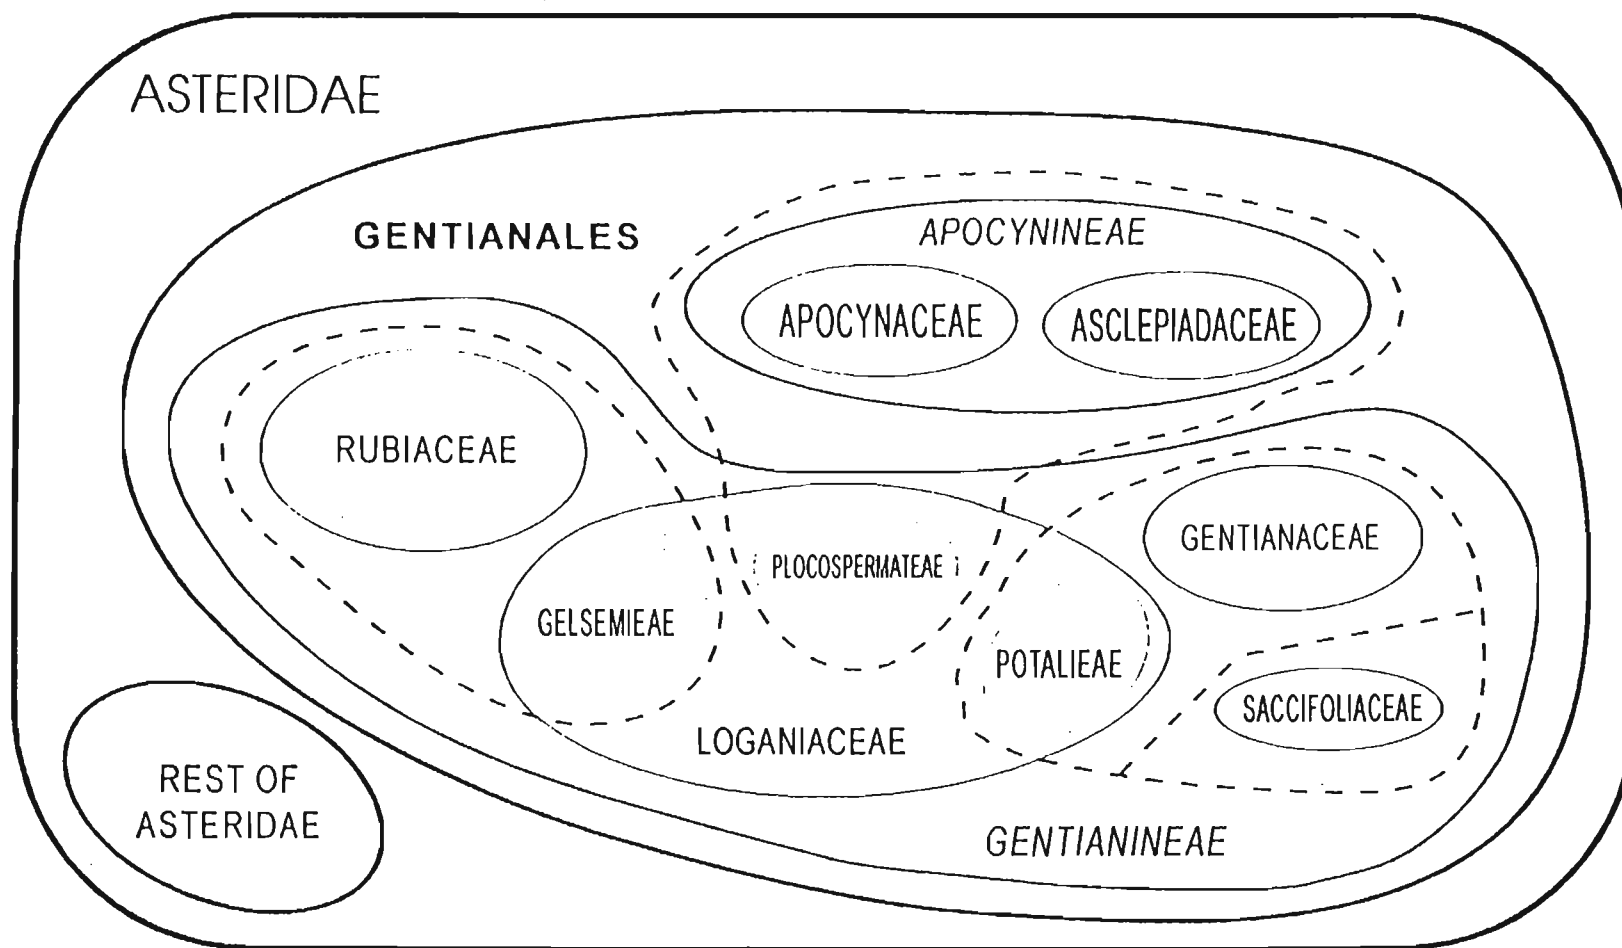 ASTERIDAE
GENTIANALES
APOCYNINEAE
APOCYNACEAE
ASCLEPIADACEAE
RUBIACEAE
GENTIANACEAE
PLOCOSPERMATEAE
GELSEMIEAE
POTALIEAE
SACCIFOLIACEAE
LOGANIACEAE
REST OF
ASTERIDAE
GENTIANINEAE